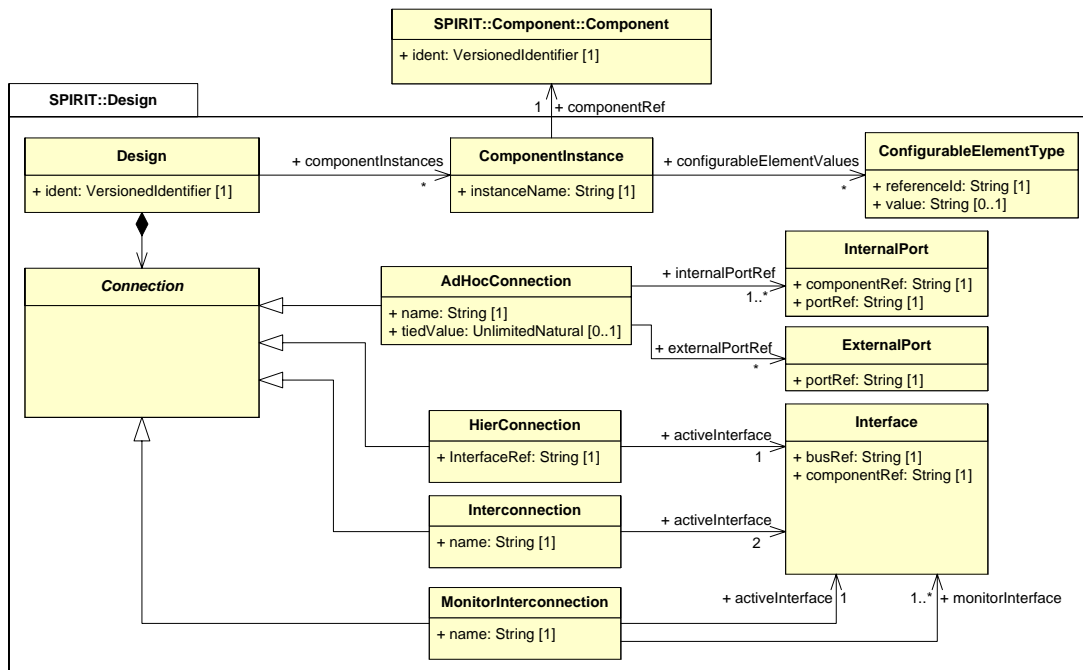 SPIRIT::Component::Component
+ ident: VersionedIdentifier [1]
SPIRIT::Design
1 + componentRef
Design
+ ident: VersionedIdentifier [1]
+ componentInstances
*
ComponentInstance
+ instanceName: String [1]
+ configurableElementValues
*
ConfigurableElementType
+ referenceId: String [1]
+ value: String [0..1]
Connection
AdHocConnection
+ name: String [1]
+ tiedValue: UnlimitedNatural [0..1]
+ internalPortRef
1..*
InternalPort
+ componentRef: String [1]
+ portRef: String [1]
+ externalPortRef
*
ExternalPort
+ portRef: String [1]
HierConnection
+ InterfaceRef: String [1]
+ activeInterface
1
Interface
+ busRef: String [1]
+ componentRef: String [1]
Interconnection
+ name: String [1]
+ activeInterface
2
MonitorInterconnection
+ name: String [1]
+ activeInterface 1
1..* + monitorInterface